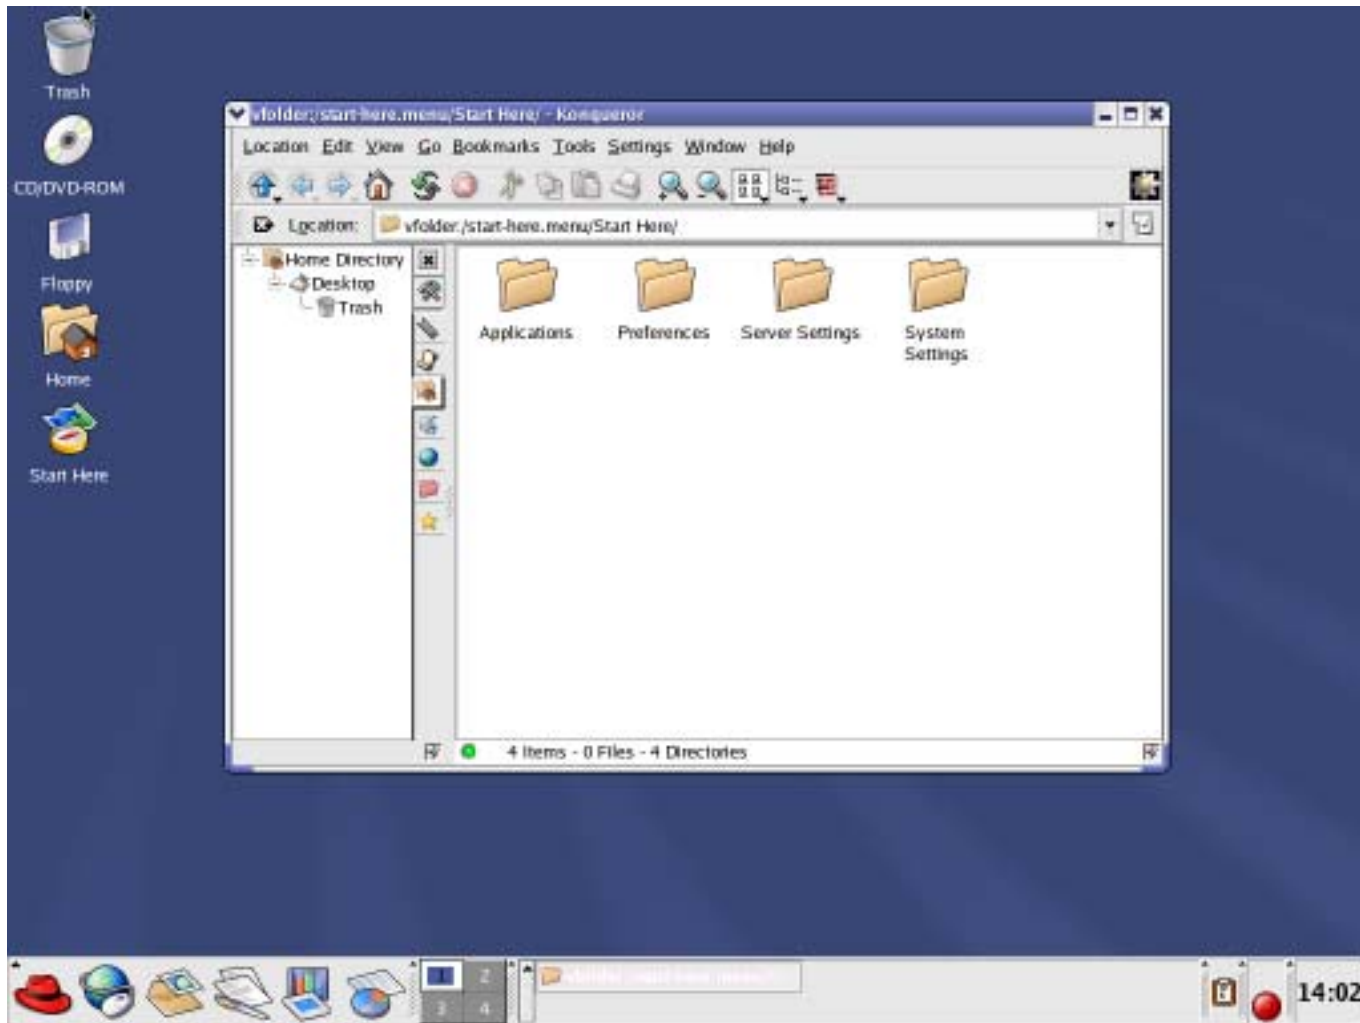 Trash
CD/DVD-ROM
Floppy
Home
Start Here
vfolder:/start-here.menu/Start Here/ - Konqueror
Location Edit View Go Bookmarks Tools Settings Window Help
Location: vfolder:/start-here.menu/Start Here/
Home Directory
Desktop
Trash
Applications
Preferences
Server Settings
System
Settings
4 Items - 0 Files - 4 Directories
1 2
3 4
14:02